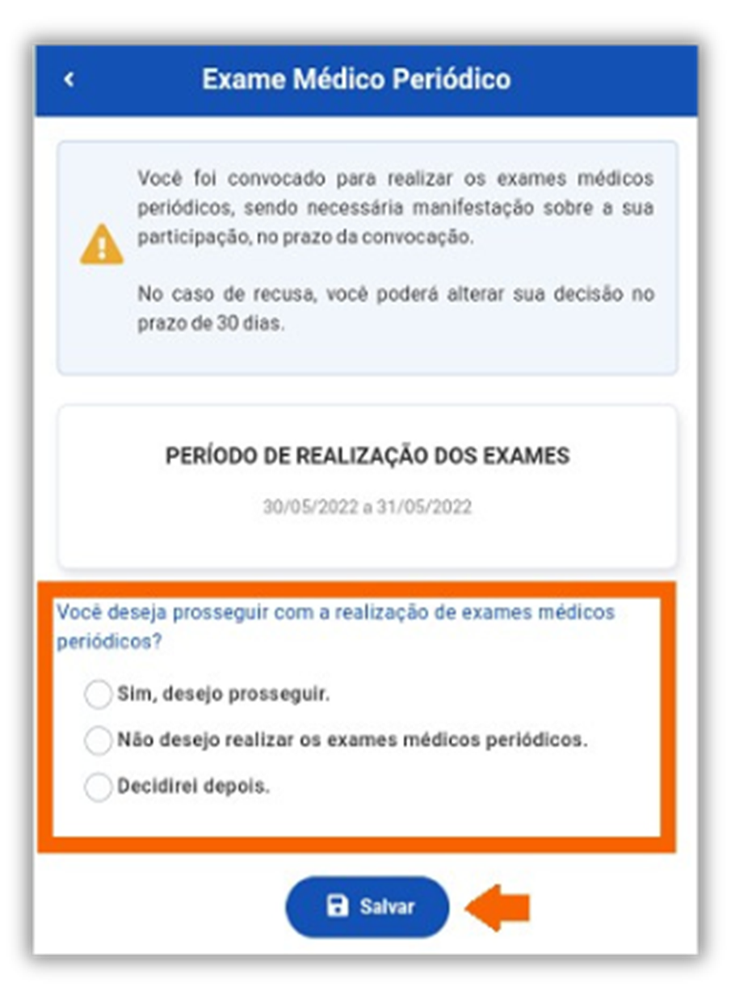 Exame Médico Periódico
Você foi convocado para realizar os exames médicos
periódicos, sendo necessária manifestação sobre a sua
participação, no prazo da convocação.
No caso de recusa, você poderá alterar sua decisão no
prazo de 30 dias.
PERÍODO DE REALIZAÇÃO DOS EXAMES
30/05/2022 a 31/05/2022
Você deseja prosseguir com a realização de exames médicos
periódicos?
Sim, desejo prosseguir.
Não desejo realizar os exames médicos periódicos.
Decidirei depois.
Salvar